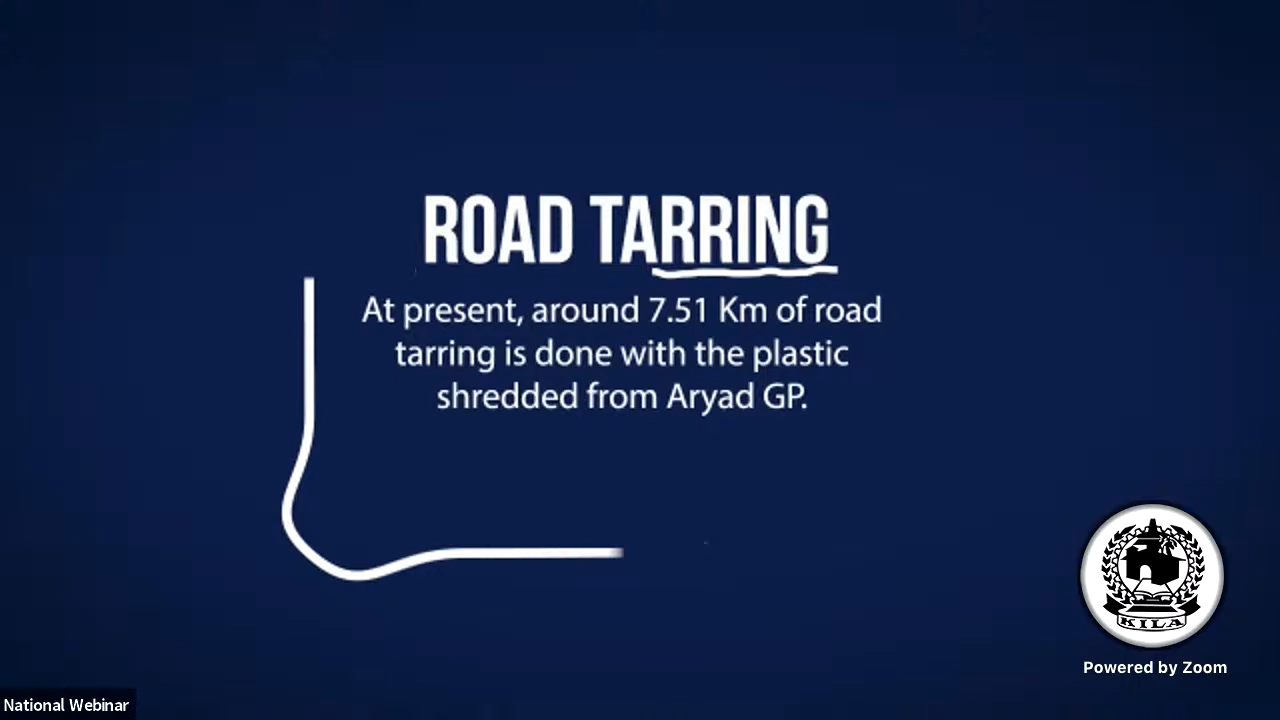 ROAD TARRING
At present, around 7.51 Km of road
tarring is done with the plastic
shredded from Aryad GP.
KILA
Powered by Zoom
National Webinar